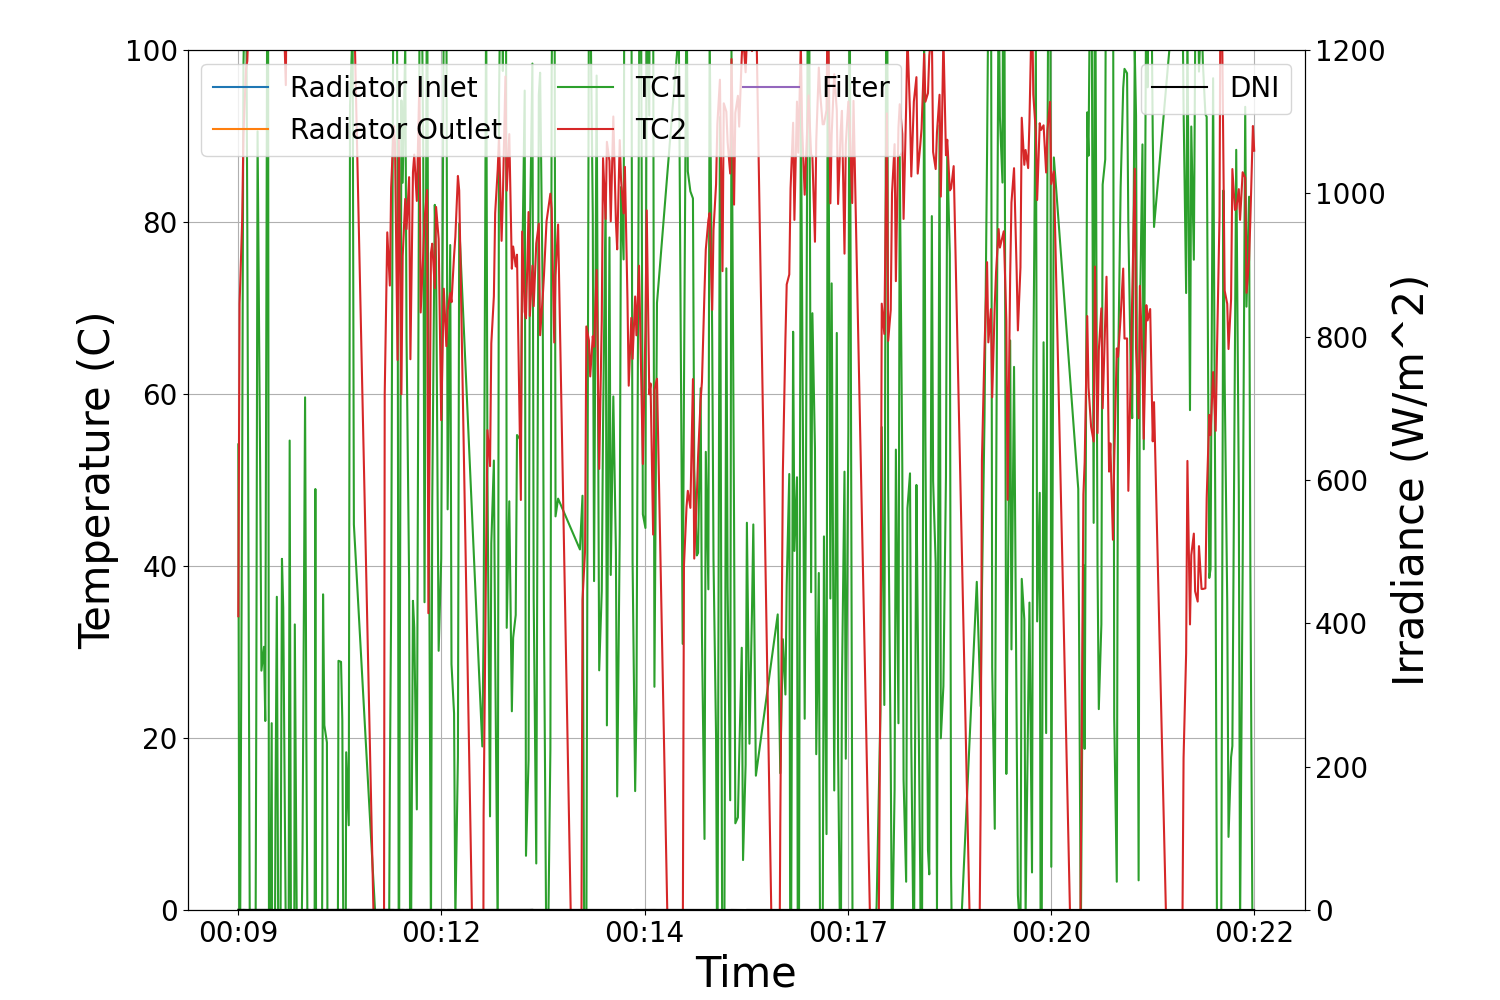 Radiator Inlet
Radiator Outlet
TC1
TC2
Filter
DNI
100
80
60
40
20
0
Temperature (C)
1200
1000
800
600
400
200
0
Irradiance (W/m^2)
00:09
00:12
00:14
00:17
00:20
00:22
Time